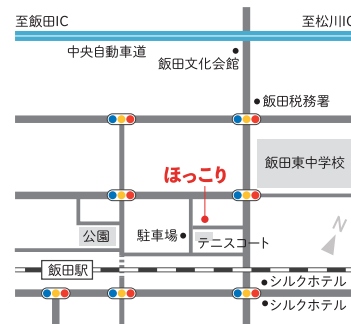 至飯田IC
至松川IC
中央自動車道
飯田文化会館
飯田税務署
飯田東中学校
ほっこり
公園
駐車場
テニスコート
N
飯田駅
シルクホテル
シルクホテル